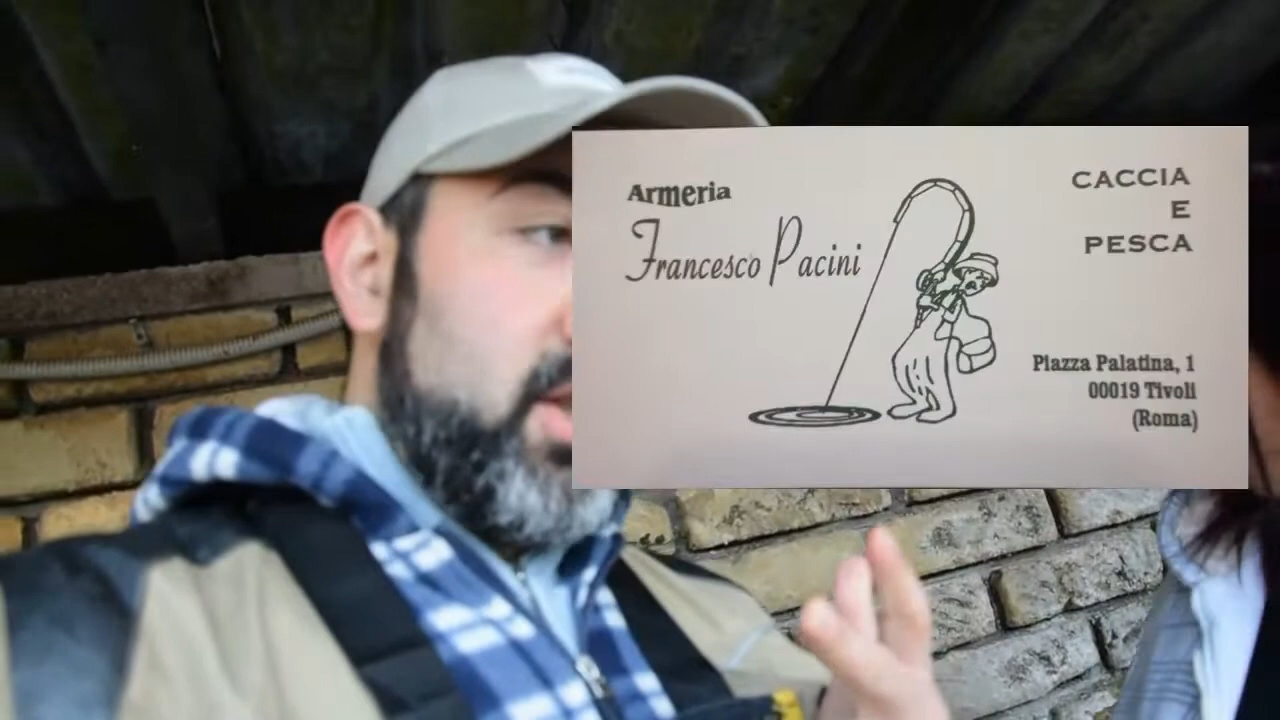 Armeria
Francesco Pacini
CACCIA
E
PESCA
Piazza Palatina, 1
00019 Tivoli
(Roma)